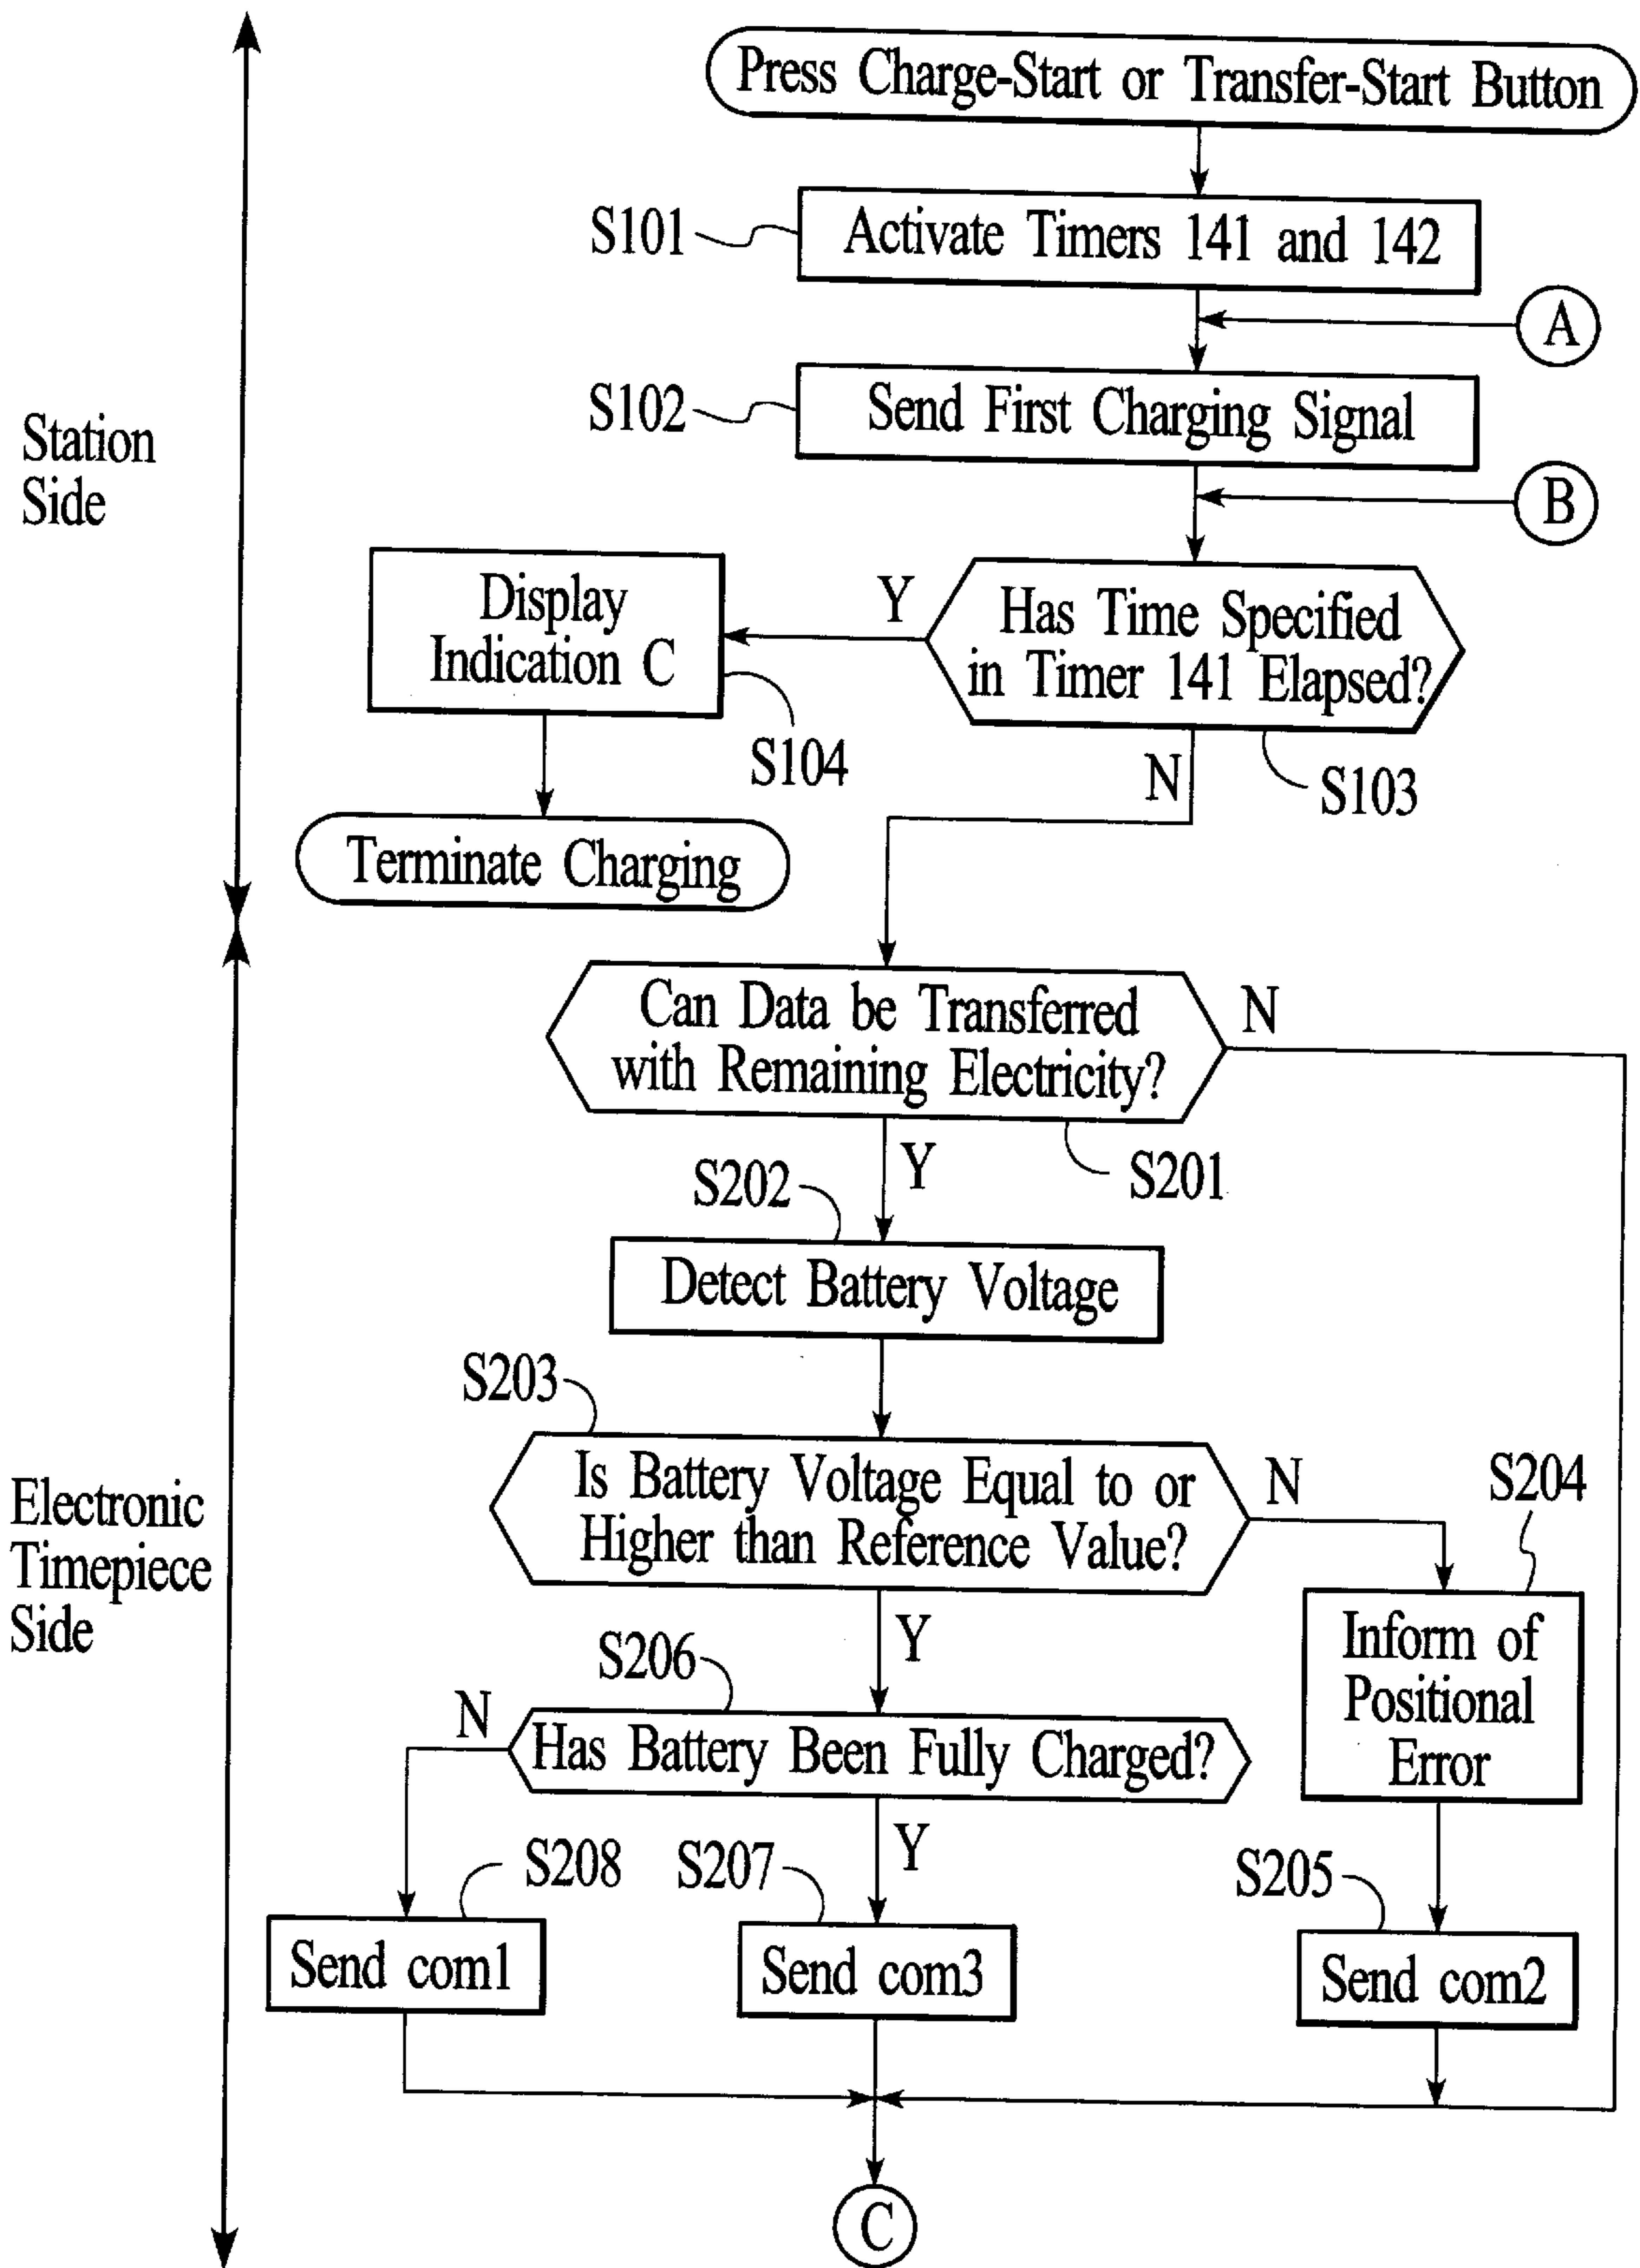 Press Charge-Start or Transfer-Start Button
S101
Activate Timers 141 and 142
A
S102
Send First Charging Signal
Station
Side
B
Display
Indication C
Y
Has Time Specified
in Timer 141 Elapsed?
S104
N
S103
Terminate Charging
Can Data be Transferred
with Remaining Electricity?
N
Y
S202
S201
Detect Battery Voltage
S203
Is Battery Voltage Equal to or
Higher than Reference Value?
N
S204
Electronic
Timepiece
Side
Y
S206
Inform of
Positional
Error
N
Has Battery Been Fully Charged?
Y
S208
S207
S205
Send com1
Send com3
Send com2
C